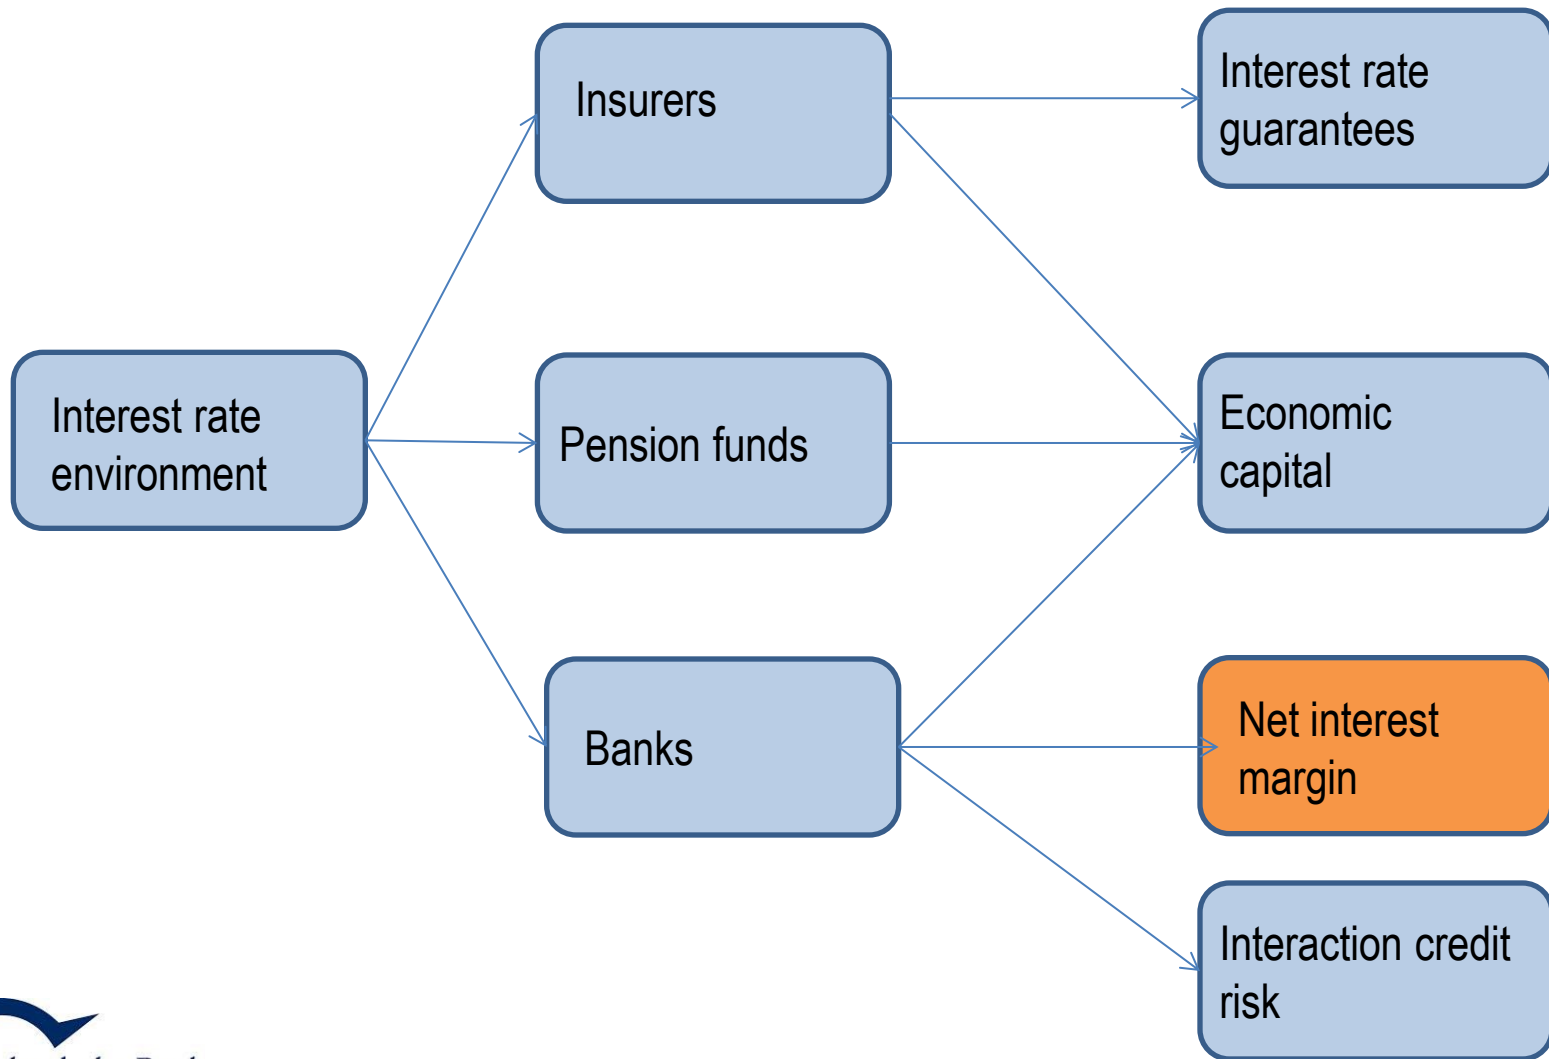 Insurers
Interest rate
guarantees
Interest rate
environment
Pension funds
Economic
capital
Banks
Net interest
margin
Interaction credit
risk